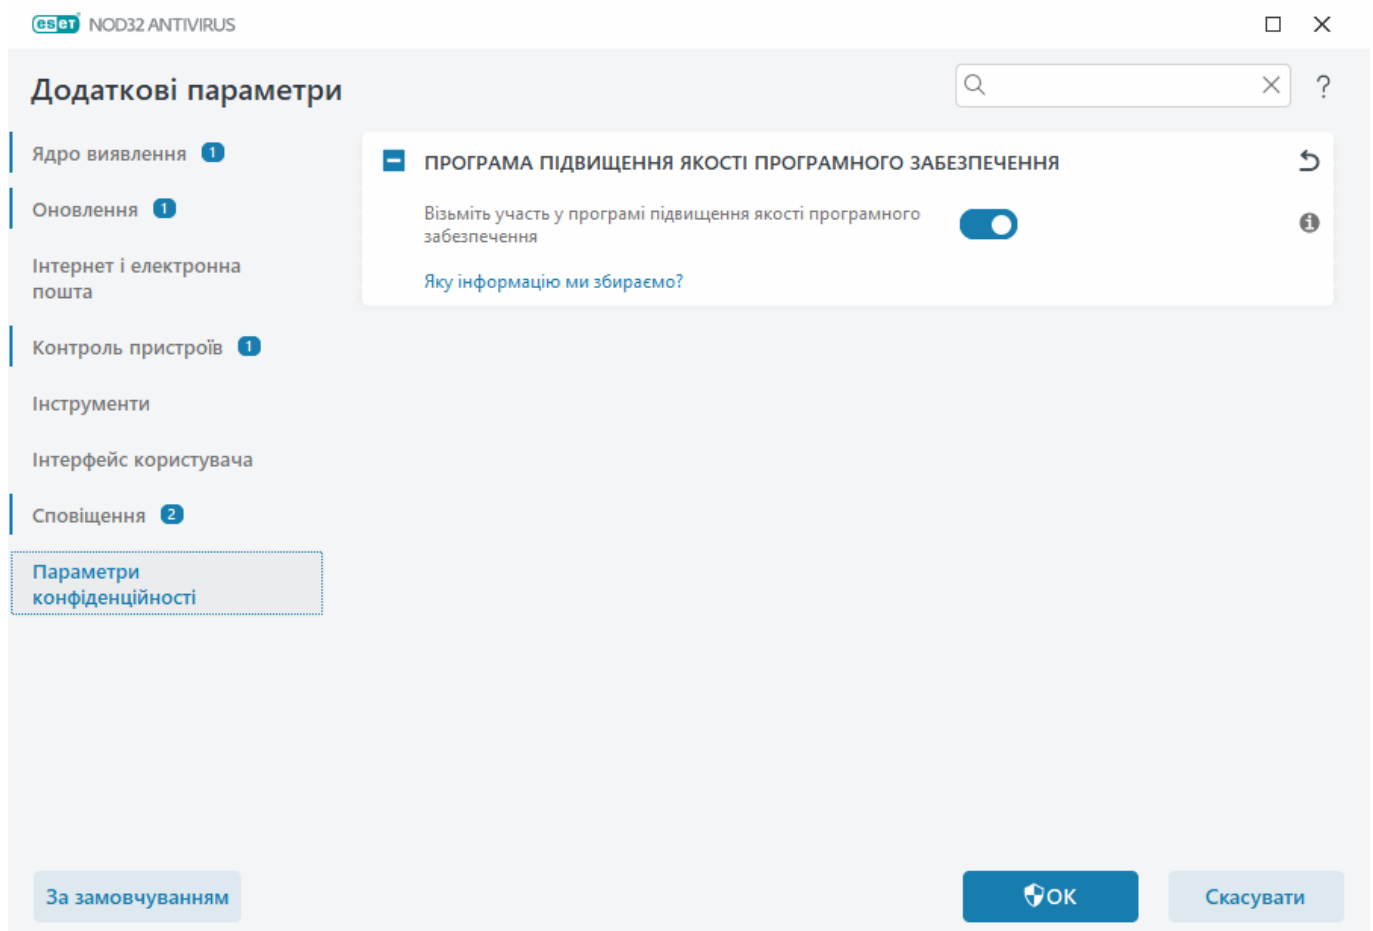 eset NOD32 ANTIVIRUS
Додаткові параметри
?
Ядро виявлення 1
Оновлення 1
Інтернет і електронна
пошта
Контроль пристроїв 1
Інструменти
Інтерфейс користувача
Сповіщення 2
Параметри
конфіденційності
ПРОГРАМА ПІДВИЩЕННЯ ЯКОСТІ ПРОГРАМНОГО ЗАБЕЗПЕЧЕННЯ
Візьміть участь у програмі підвищення якості програмного
забезпечення
Яку інформацію ми збираємо?
За замовчуванням
ОК
Скасувати